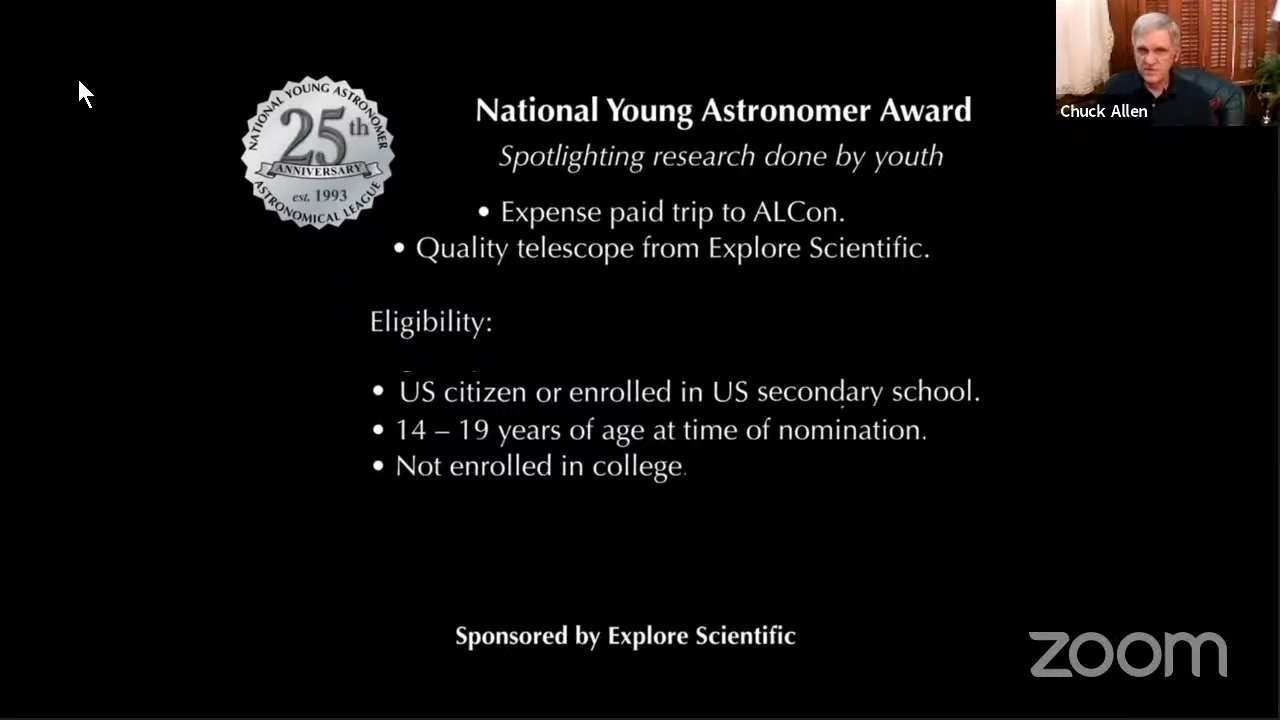 NATIONAL YOUNG ASTRONOMER
25th
ANNIVERSARY
est. 1993
ASTRONOMICAL LEAGUE
National Young Astronomer Award
Spotlighting research done by youth
• Expense paid trip to ALCon.
• Quality telescope from Explore Scientific.
Eligibility:
• US citizen or enrolled in US secondary school.
• 14 – 19 years of age at time of nomination.
• Not enrolled in college.
Sponsored by Explore Scientific
Chuck Allen
zoom